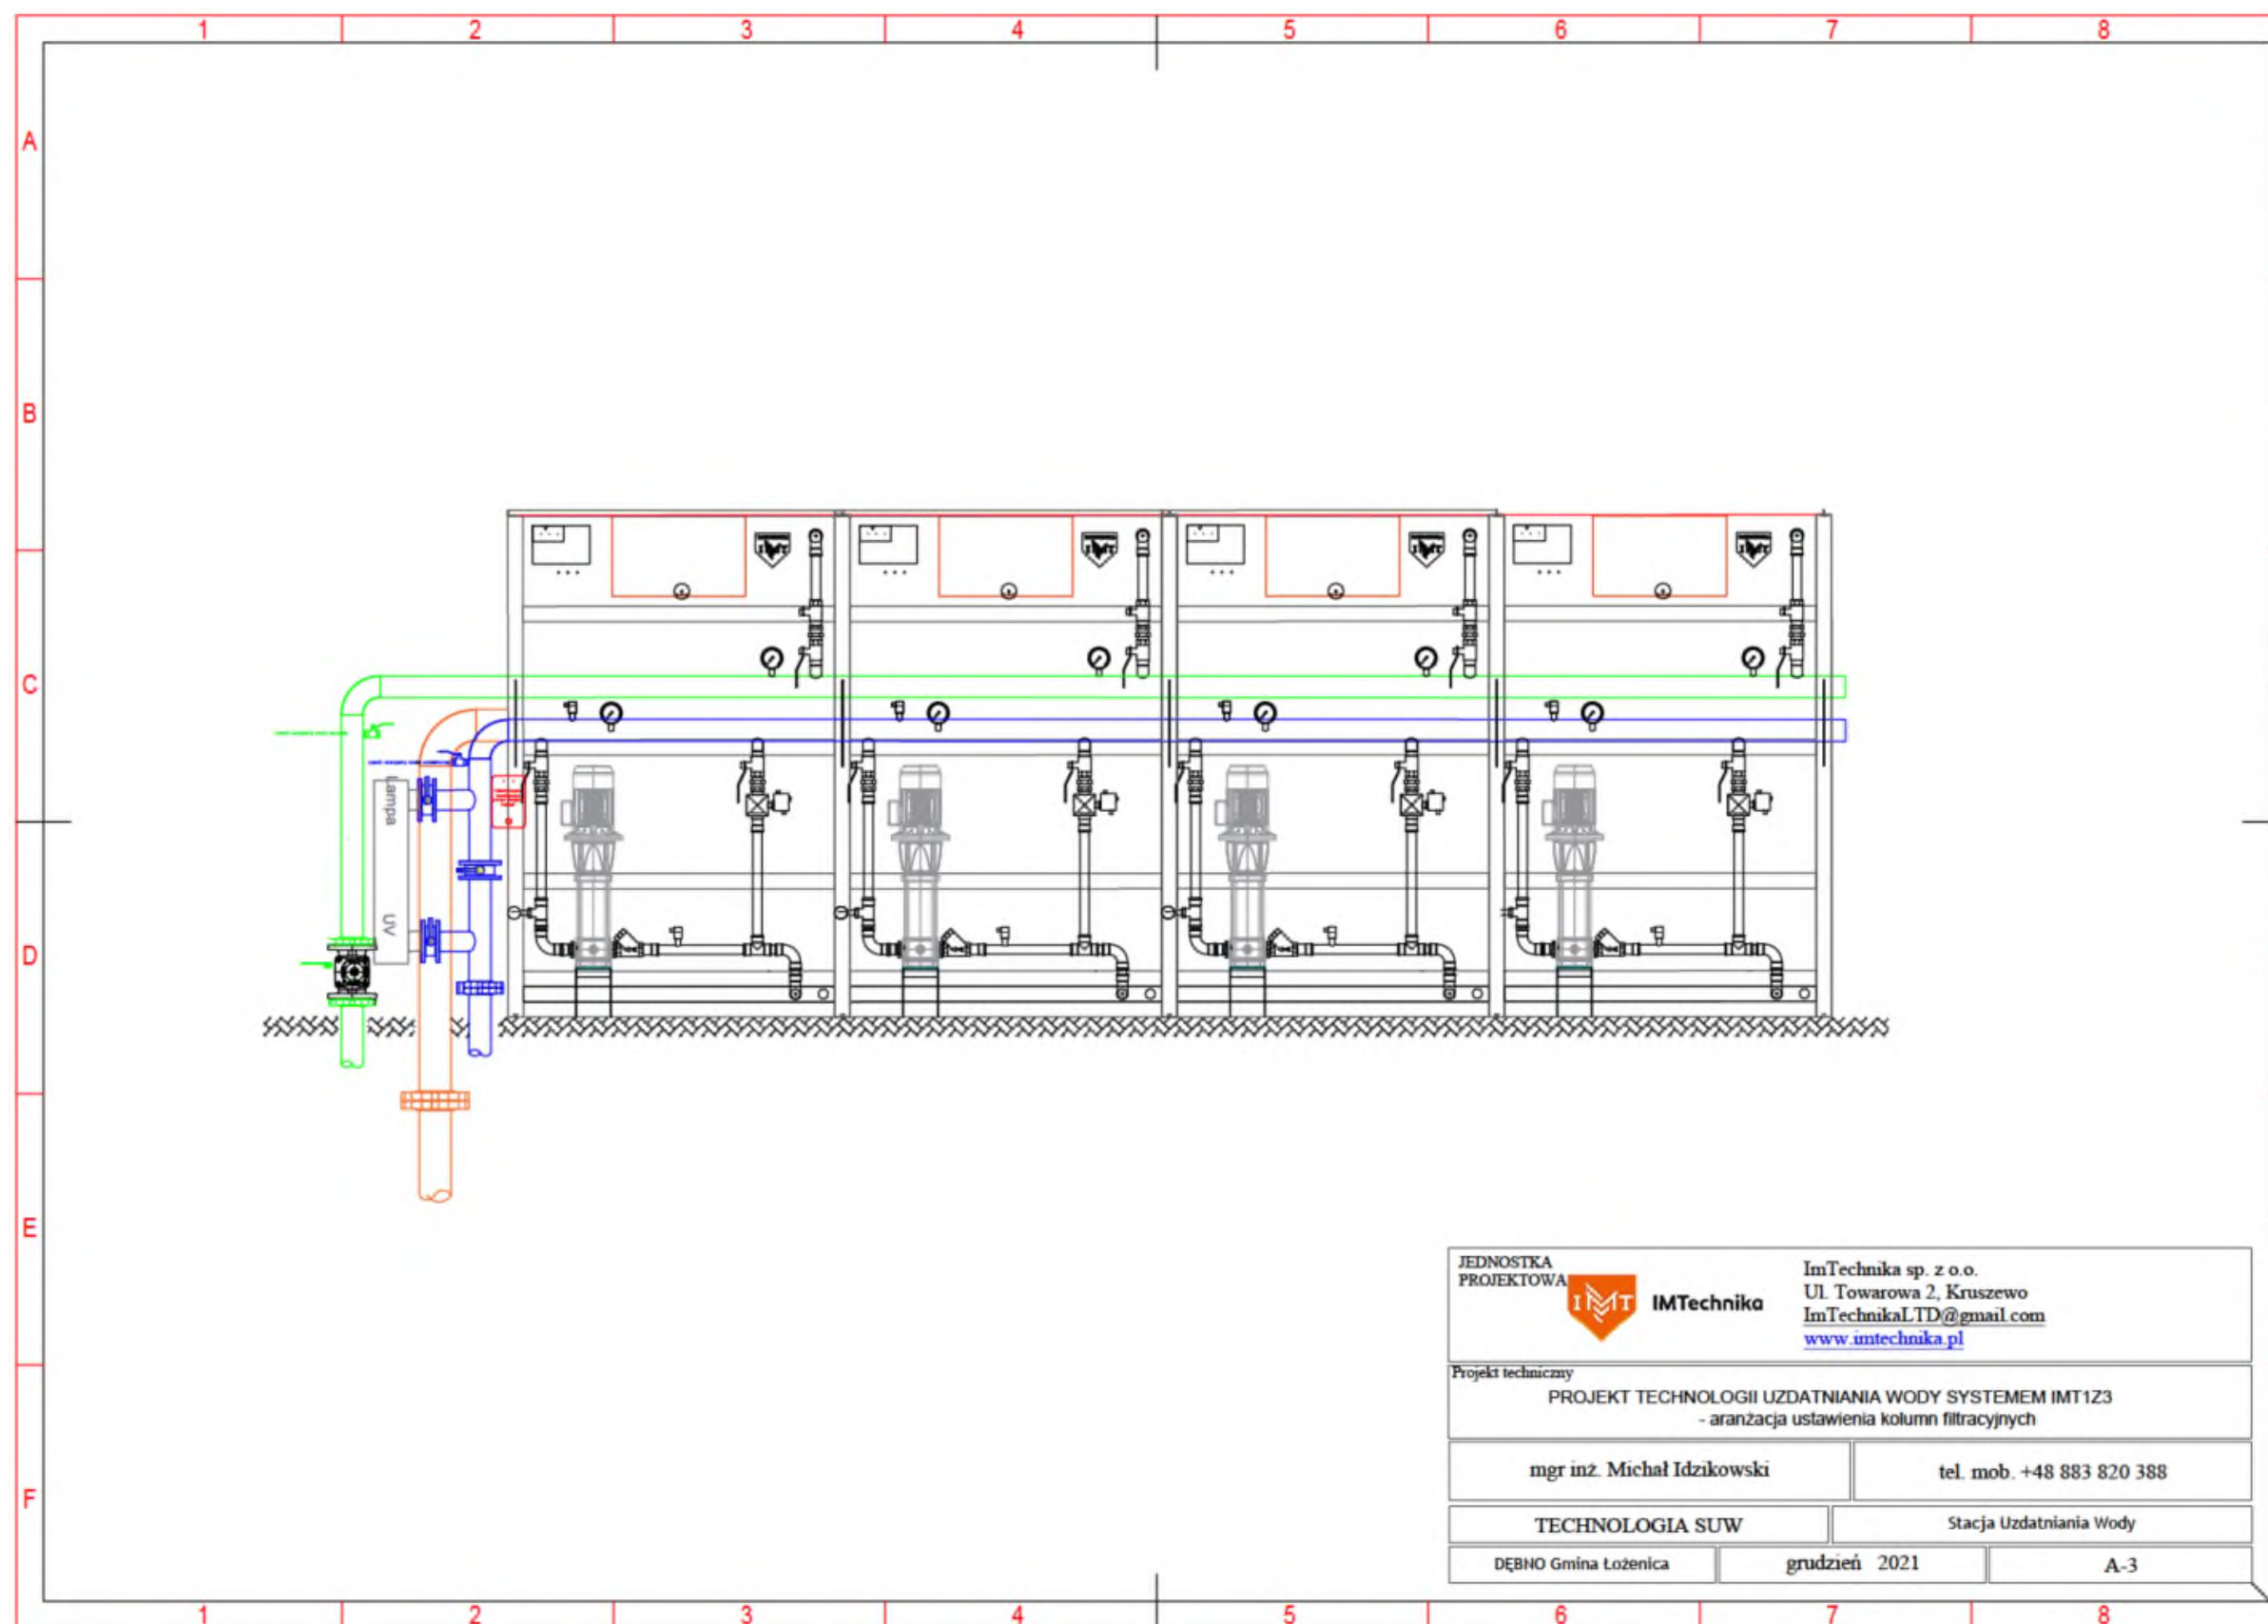 1 2 3 4 5 6 7 8
A
B
C
D
E
F
Lampa UV
JEDNOSTKA
PROJEKTOWA
IMT
IMTechnika
ImTechnika sp. z o.o.
Ul. Towarowa 2, Kruszewo
ImTechnikaLTD@gmail.com
www.imtechnika.pl
Projekt techniczny
PROJEKT TECHNOLOGII UZDATNIANIA WODY SYSTEMEM IMT1Z3
- aranżacja ustawienia kolumn filtracyjnych
mgr inż. Michał Idzikowski
tel. mob. +48 883 820 388
TECHNOLOGIA SUW
Stacja Uzdatniania Wody
DĘBNO Gmina Łożenica
grudzień 2021
A-3
1 2 3 4 5 6 7 8